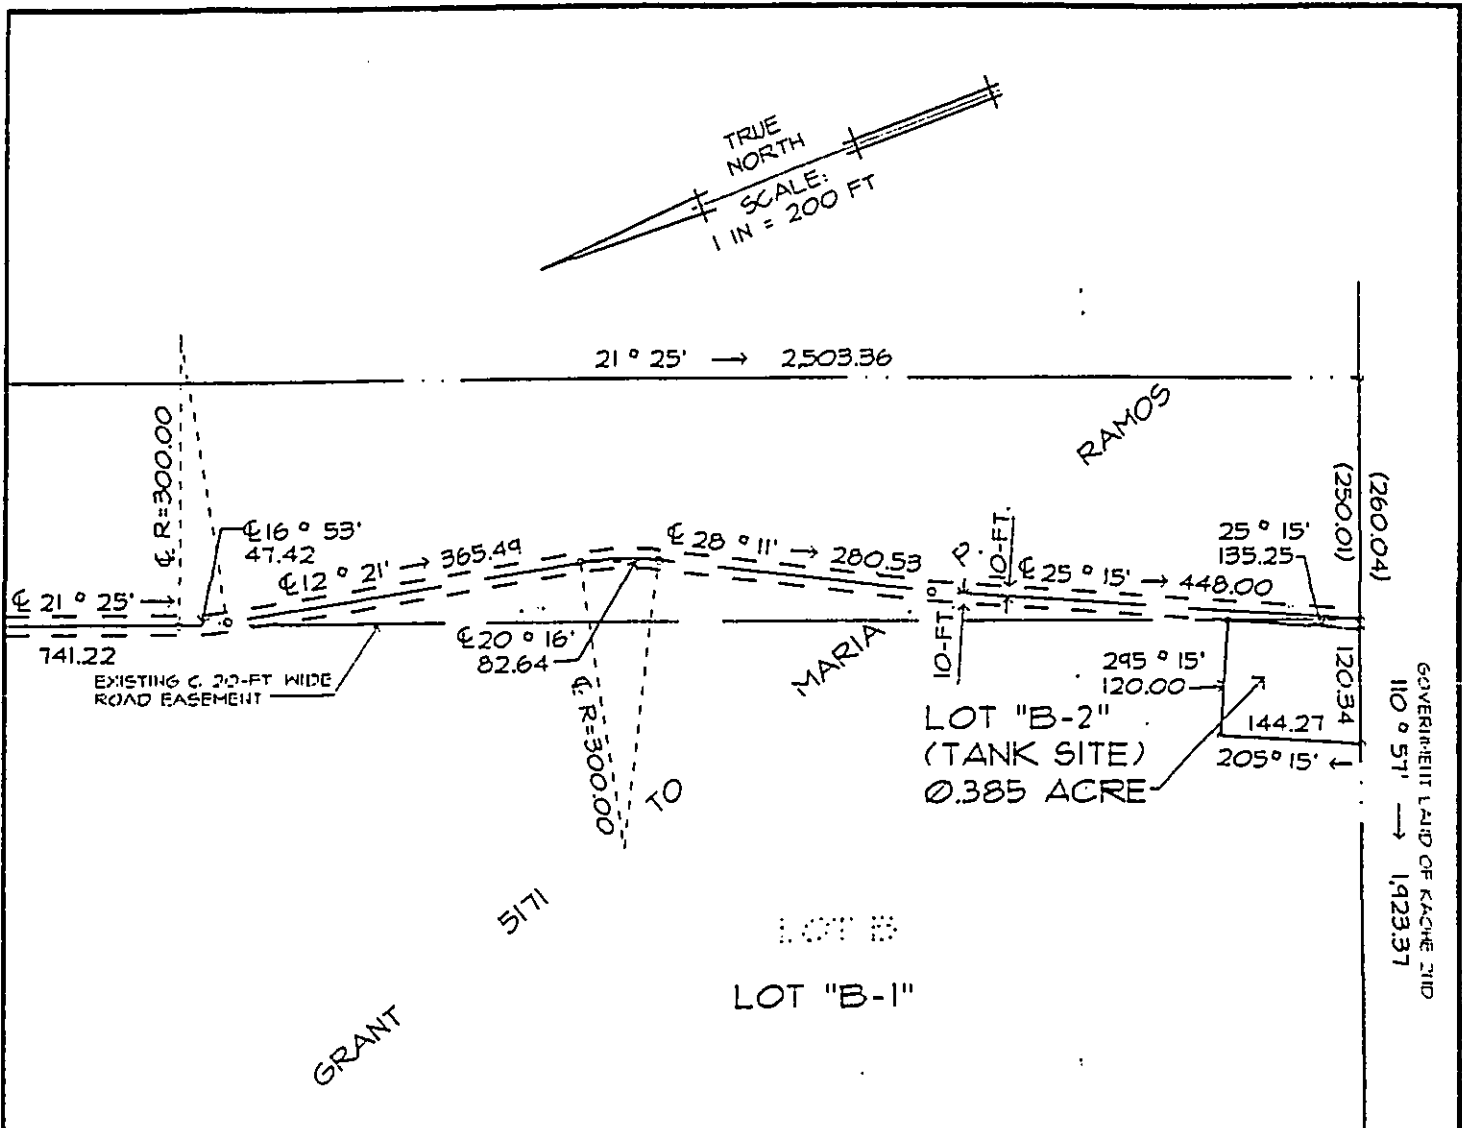 TRUE
NORTH
SCALE:
1 IN = 200 FT
21° 25' → 2,503.36
RAMOS
℄ R=300.00
(260.04)
(250.01)
℄ 16° 53'
47.42
℄ 12° 21' → 365.49
℄ 28° 11' → 280.53
P.
10-FT.
25° 15'
135.25
℄ 25° 15' → 448.00
℄ 21° 25' →
741.22
℄ 20° 16'
82.64
10-FT.
MARIA
EXISTING C. 20-FT WIDE
ROAD EASEMENT
295° 15'
120.00
120.34
LOT "B-2"
(TANK SITE)
0.385 ACRE
144.27
205° 15' ←
℄ R=300.00
TO
GOVERNMENT LAND OF 2ND
110° 57' → 1,923.37
5171
LOT B
LOT "B-1"
GRANT